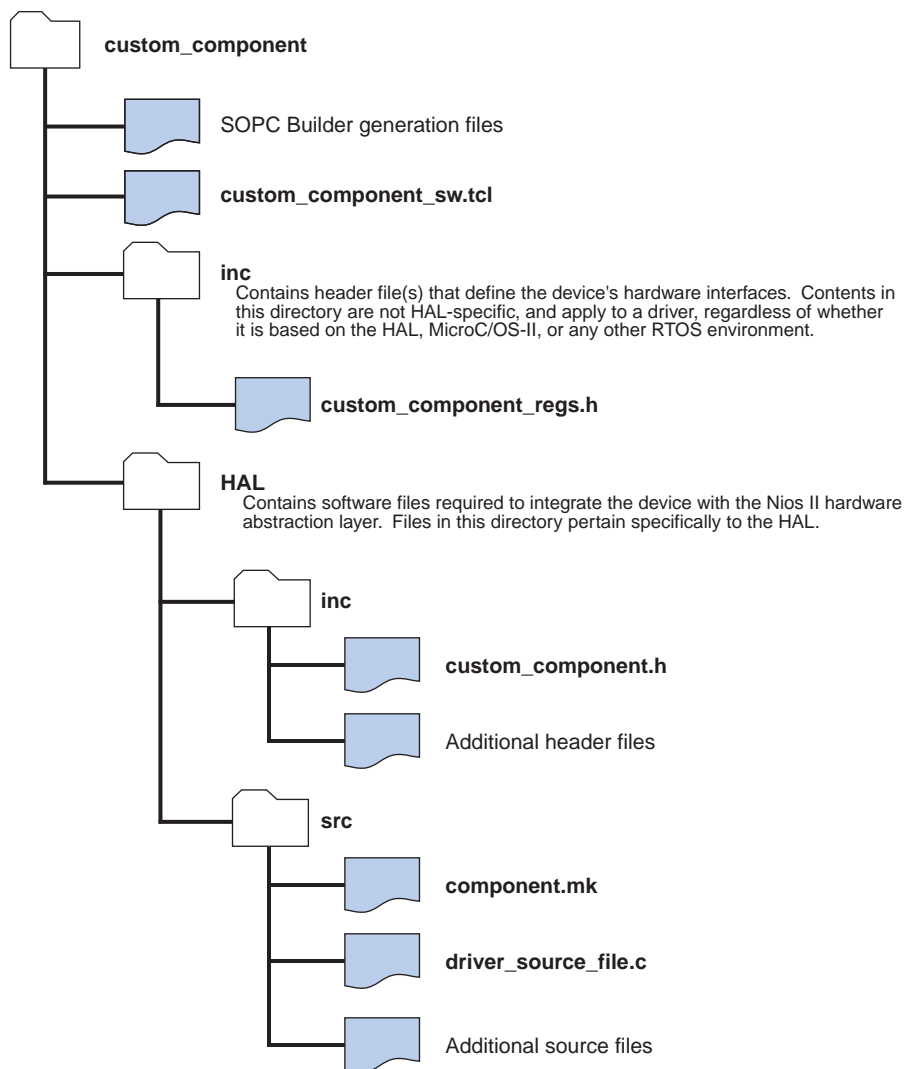 custom_component
SOPC Builder generation files
custom_component_sw.tcl
inc
Contains header file(s) that define the device's hardware interfaces. Contents in
this directory are not HAL-specific, and apply to a driver, regardless of whether
it is based on the HAL, MicroC/OS-II, or any other RTOS environment.
custom_component_regs.h
HAL
Contains software files required to integrate the device with the Nios II hardware
abstraction layer. Files in this directory pertain specifically to the HAL.
inc
custom_component.h
Additional header files
src
component.mk
driver_source_file.c
Additional source files